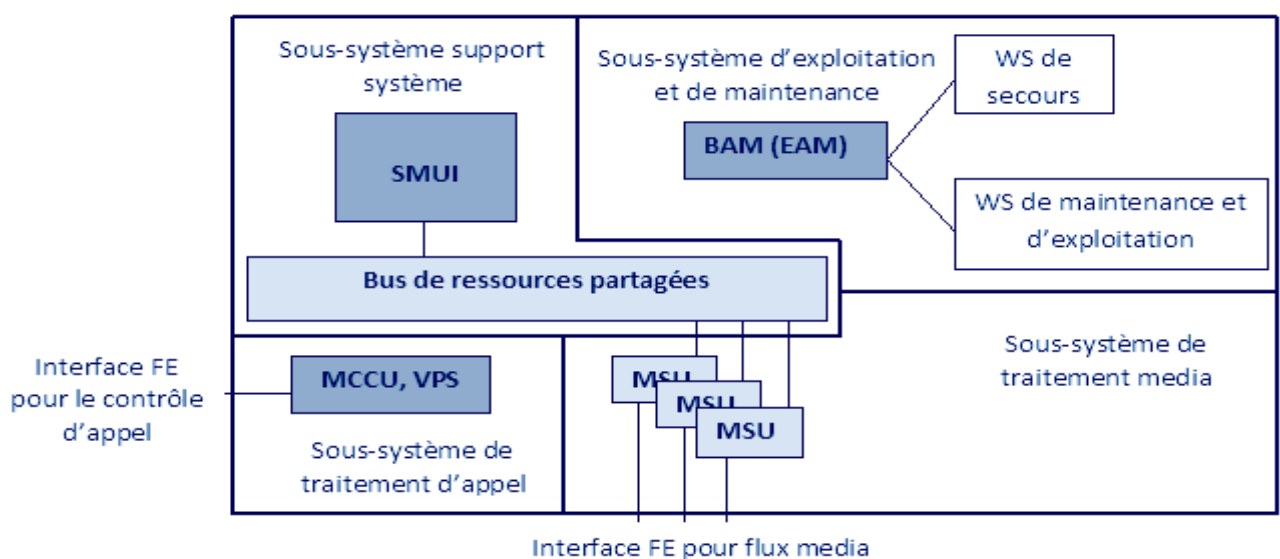 Sous-système support
système
SMUI
Bus de ressources partagées
Sous-système d'exploitation
et de maintenance
BAM (EAM)
WS de
secours
WS de maintenance et
d'exploitation
Interface FE
pour le contrôle
d'appel
MCCU, VPS
Sous-système de
traitement d'appel
MSU
MSU
MSU
Sous-système de
traitement media
Interface FE pour flux media